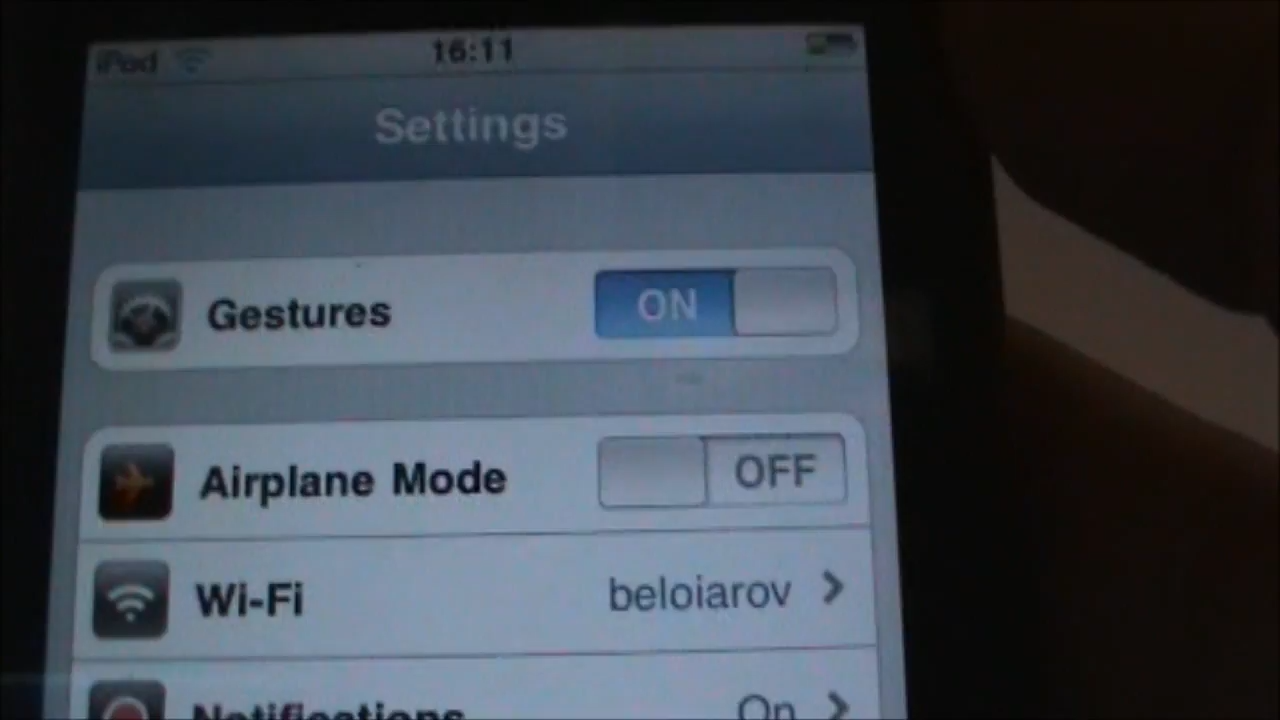 iPod 16:11
Settings
Gestures ON
Airplane Mode OFF
Wi-Fi beloiarov
Notifications On